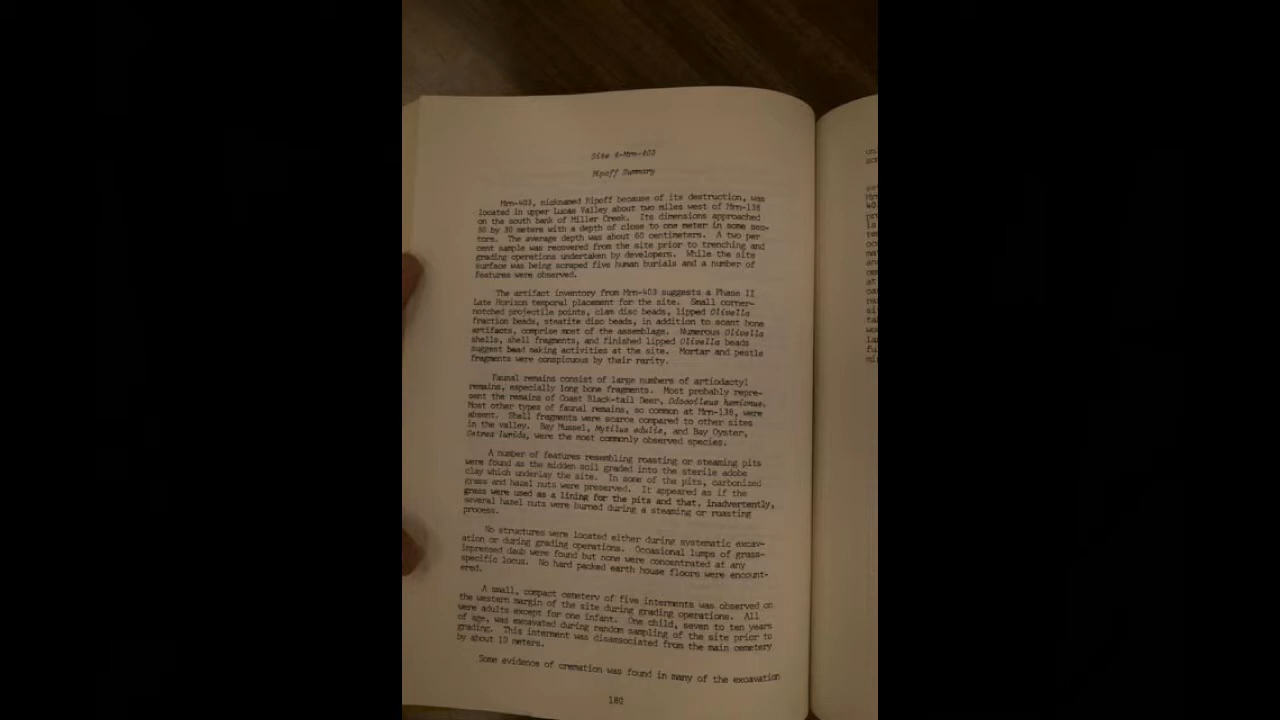 Site 4-Mrn-403
Ripoff Summary
Mrn-403, nicknamed Ripoff because of its destruction, was
located in upper Lucas Valley about two miles west of Mrn-138
on the south bank of Miller Creek. Its dimensions approached
50 by 30 meters with a depth of close to one meter in some sec-
tors. The average depth was about 60 centimeters. A two per
cent sample was recovered from the site prior to trenching and
grading operations undertaken by developers. While the site
surface was being scraped five human burials and a number of
features were observed.
The artifact inventory from Mrn-403 suggests a Phase II
Late Horizon temporal placement for the site. Small corner-
notched projectile points, clam disc beads, lipped Olivella
fraction beads, steatite disc beads, in addition to scant bone
artifacts, comprise most of the assemblage. Numerous Olivella
shells, shell fragments, and finished lipped Olivella beads
suggest bead making activities at the site. Mortar and pestle
fragments were conspicuous by their rarity.
Faunal remains consist of large numbers of artiodactyl
remains, especially long bone fragments. Most probably repre-
sent the remains of Coast Black-tail Deer, Odocoileus hemionus.
Most other types of faunal remains, so common at Mrn-138, were
absent. Shell fragments were scarce compared to other sites
in the valley. Bay Mussel, Mytilus edulis, and Bay Oyster,
Ostrea lurida, were the most commonly observed species.
A number of features resembling roasting or steaming pits
were found as the midden soil graded into the sterile adobe
clay which underlay the site. In some of the pits, carbonized
grass and hazel nuts were preserved. It appeared as if the
grass were used as a lining for the pits and that, inadvertently,
several hazel nuts were burned during a steaming or roasting
process.
No structures were located either during systematic excav-
ation or during grading operations. Occasional lumps of grass-
impressed daub were found but none were concentrated at any
specific locus. No hard packed earth house floors were encount-
ered.
A small, compact cemetery of five interments was observed on
the western margin of the site during grading operations. All
were adults except for one infant. One child, seven to ten years
of age, was excavated during random sampling of the site prior to
grading. This interment was disassociated from the main cemetery
by about 10 meters.
Some evidence of cremation was found in many of the excavation
180